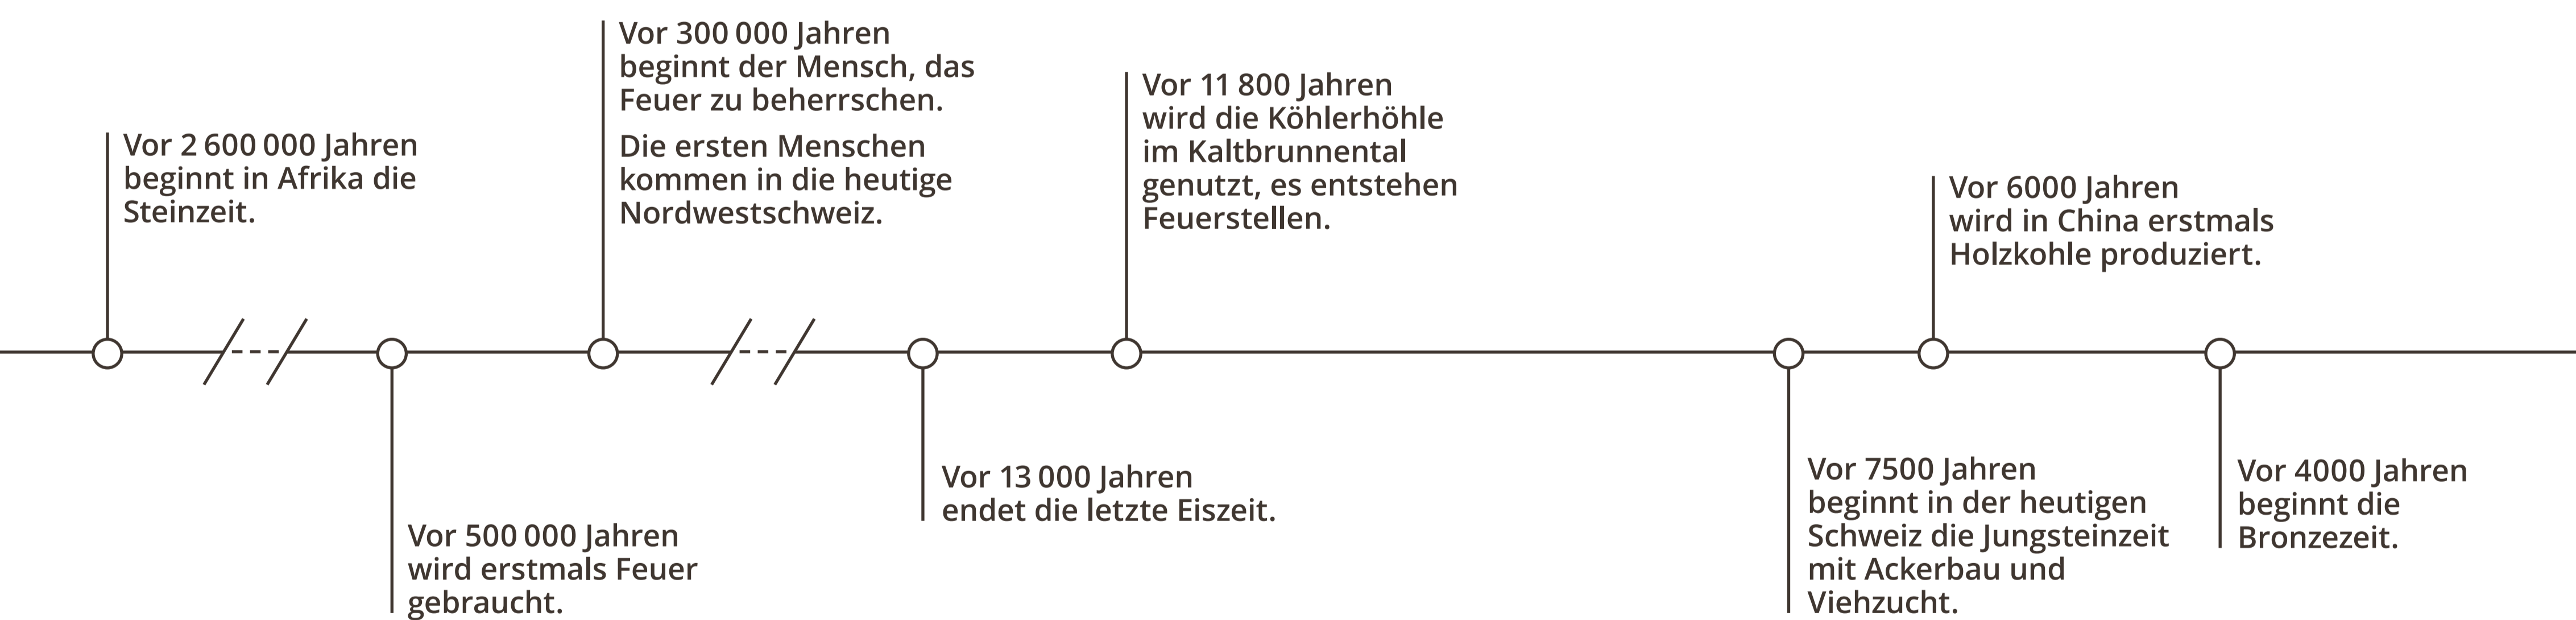 Vor 2 600 000 Jahren
beginnt in Afrika die
Steinzeit.
Vor 500 000 Jahren
wird erstmals Feuer
gebraucht.
Vor 300 000 Jahren
beginnt der Mensch, das
Feuer zu beherrschen.
Die ersten Menschen
kommen in die heutige
Nordwestschweiz.
Vor 13 000 Jahren
endet die letzte Eiszeit.
Vor 11 800 Jahren
wird die Köhlerhöhle
im Kaltbrunnental
genutzt, es entstehen
Feuerstellen.
Vor 7500 Jahren
beginnt in der heutigen
Schweiz die Jungsteinzeit
mit Ackerbau und
Viehzucht.
Vor 6000 Jahren
wird in China erstmals
Holzkohle produziert.
Vor 4000 Jahren
beginnt die
Bronzezeit.